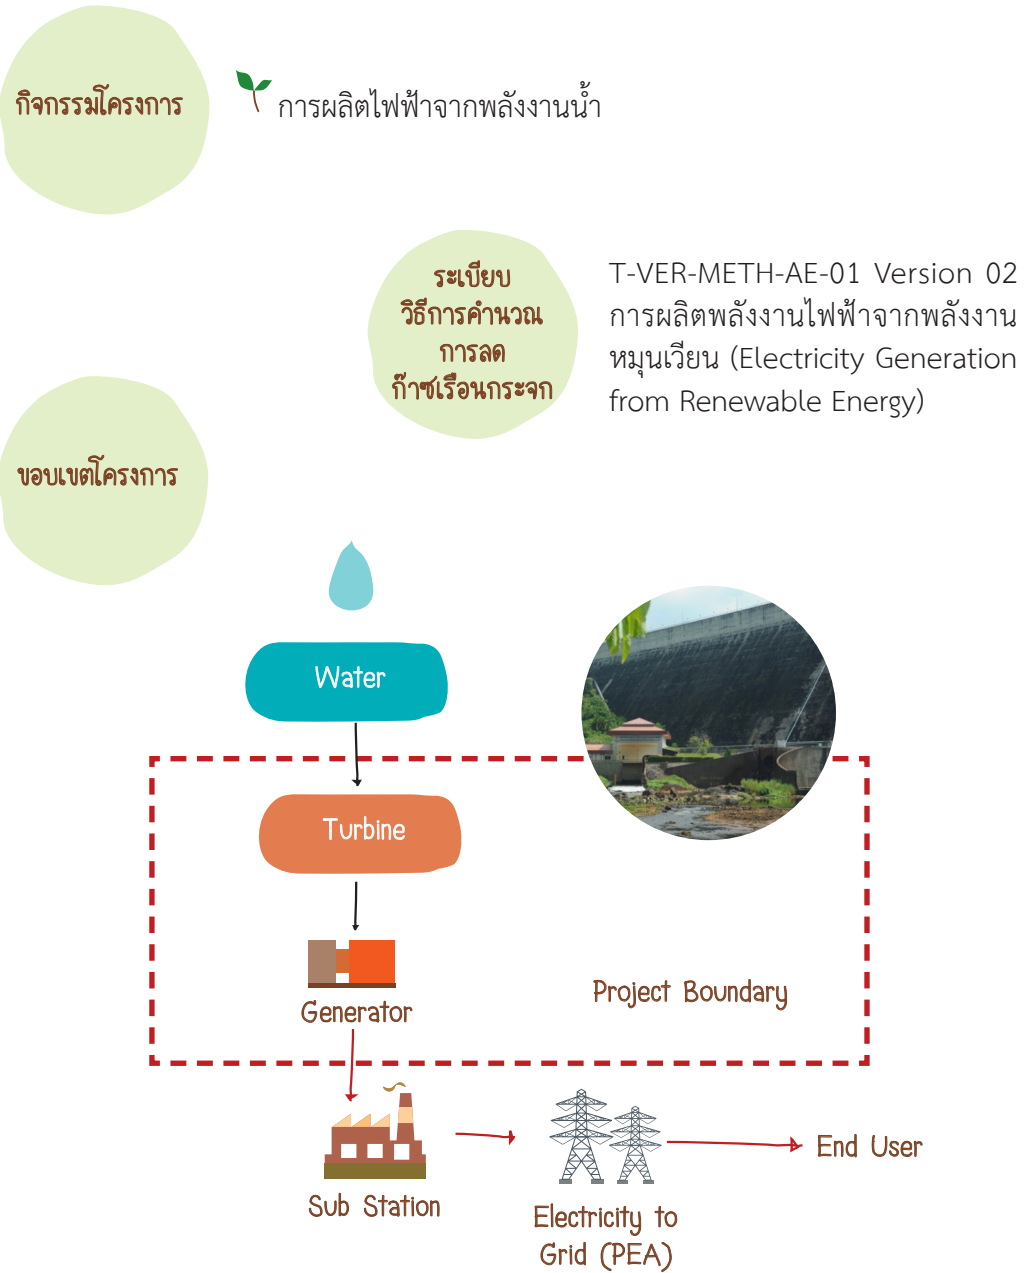 กิจกรรมโครงการ
การผลิตไฟฟ้าจากพลังงานน้ำ
ระเบียบ
วิธีการคำนวณ
การลด
ก๊าซเรือนกระจก
T-VER-METH-AE-01 Version 02
การผลิตพลังงานไฟฟ้าจากพลังงาน
หมุนเวียน (Electricity Generation
from Renewable Energy)
ขอบเขตโครงการ
Water
Turbine
Generator
Project Boundary
Sub Station
Electricity to
Grid (PEA)
End User